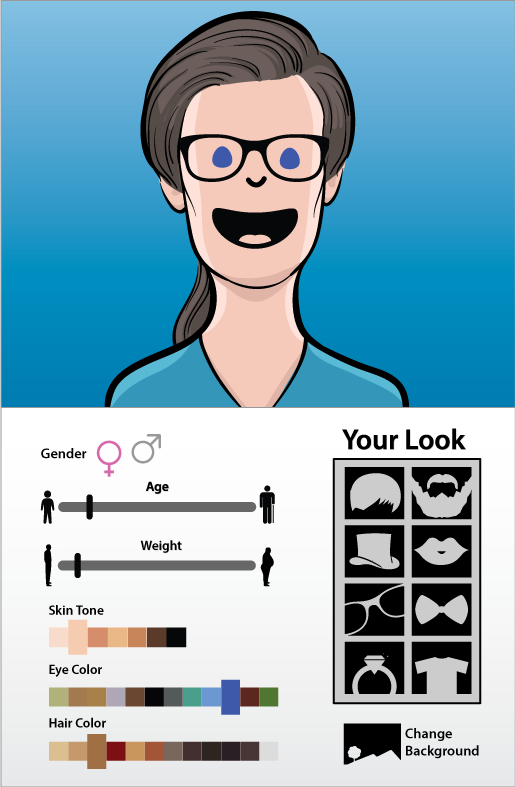 Your Look
Gender
Age
Weight
Skin Tone
Eye Color
Hair Color
Change
Background